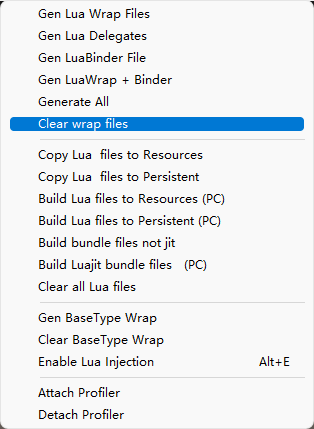 Gen Lua Wrap Files
Gen Lua Delegates
Gen LuaBinder File
Gen LuaWrap + Binder
Generate All
Clear wrap files
Copy Lua  files to Resources
Copy Lua  files to Persistent
Build Lua files to Resources (PC)
Build Lua files to Persistent (PC)
Build bundle files not jit
Build Luajit bundle files   (PC)
Clear all Lua files
Gen BaseType Wrap
Clear BaseType Wrap
Enable Lua Injection Alt+E
Attach Profiler
Detach Profiler